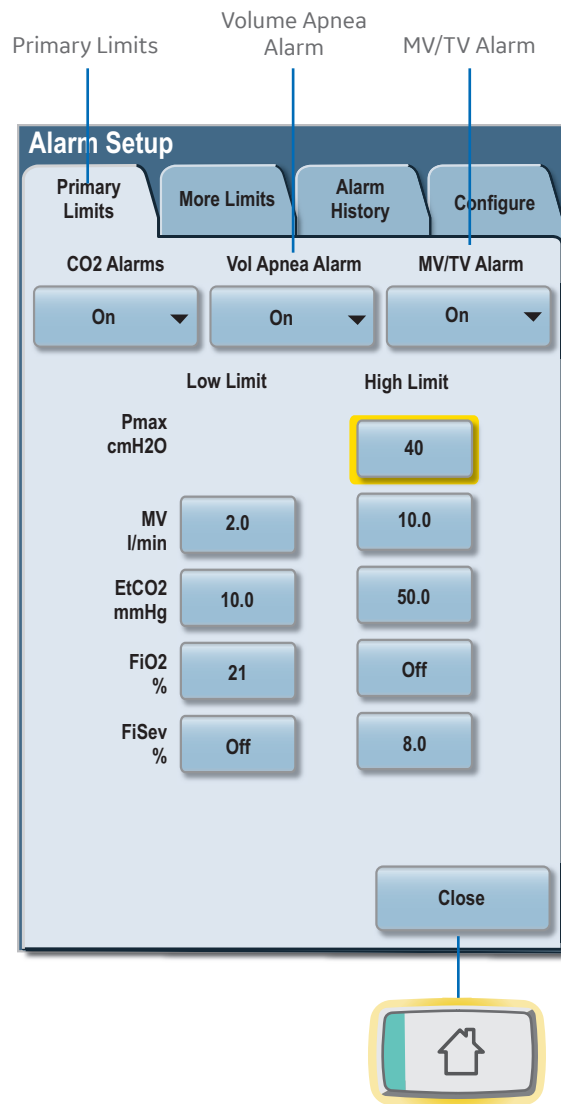 Volume Apnea
Primary Limits Alarm MV/TV Alarm
Alarm Setup
Primary
Limits
More Limits
Alarm
History
Configure
CO2 Alarms Vol Apnea Alarm MV/TV Alarm
On On On
Low Limit High Limit
Pmax
cmH2O
40
MV
l/min
2.0 10.0
EtCO2
mmHg
10.0 50.0
FiO2
%
21 Off
FiSev
%
Off 8.0
Close